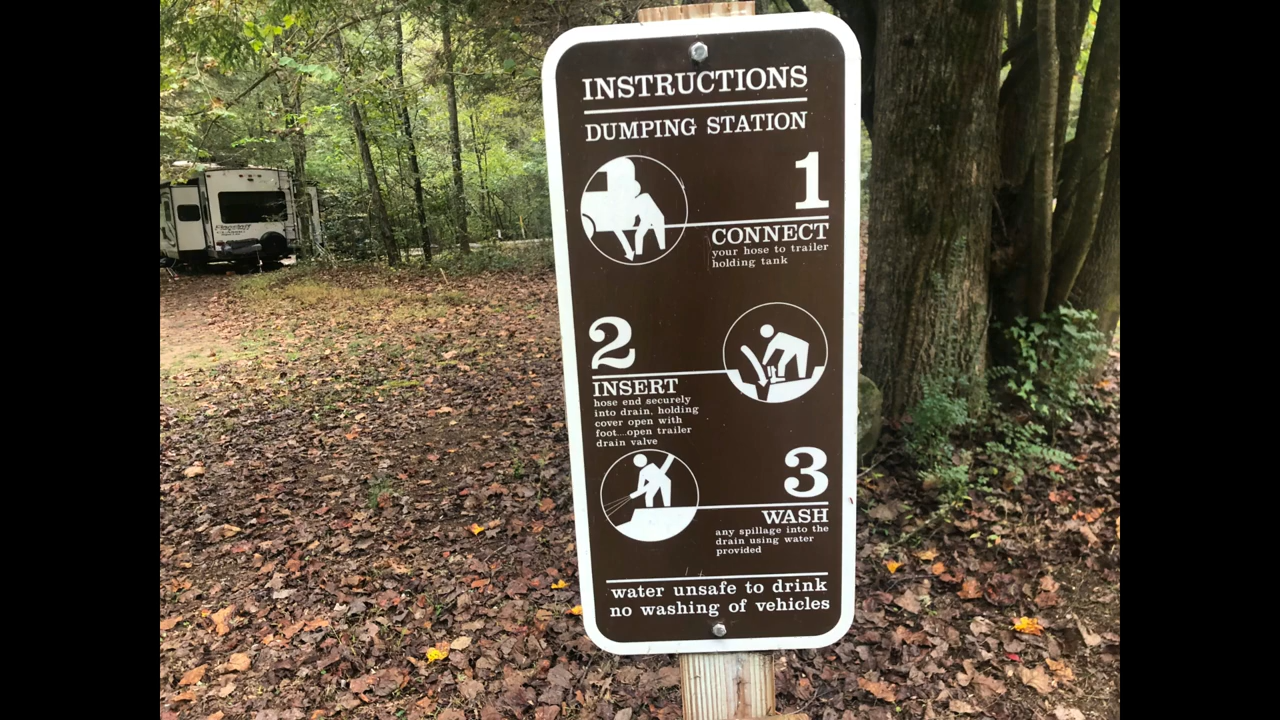 INSTRUCTIONS
DUMPING STATION
1
CONNECT
your hose to trailer
holding tank
2
INSERT
hose end securely
into drain, holding
cover open with
foot....open trailer
drain valve
3
WASH
any spillage into the
drain using water
provided
water unsafe to drink
no washing of vehicles
Flagstaff